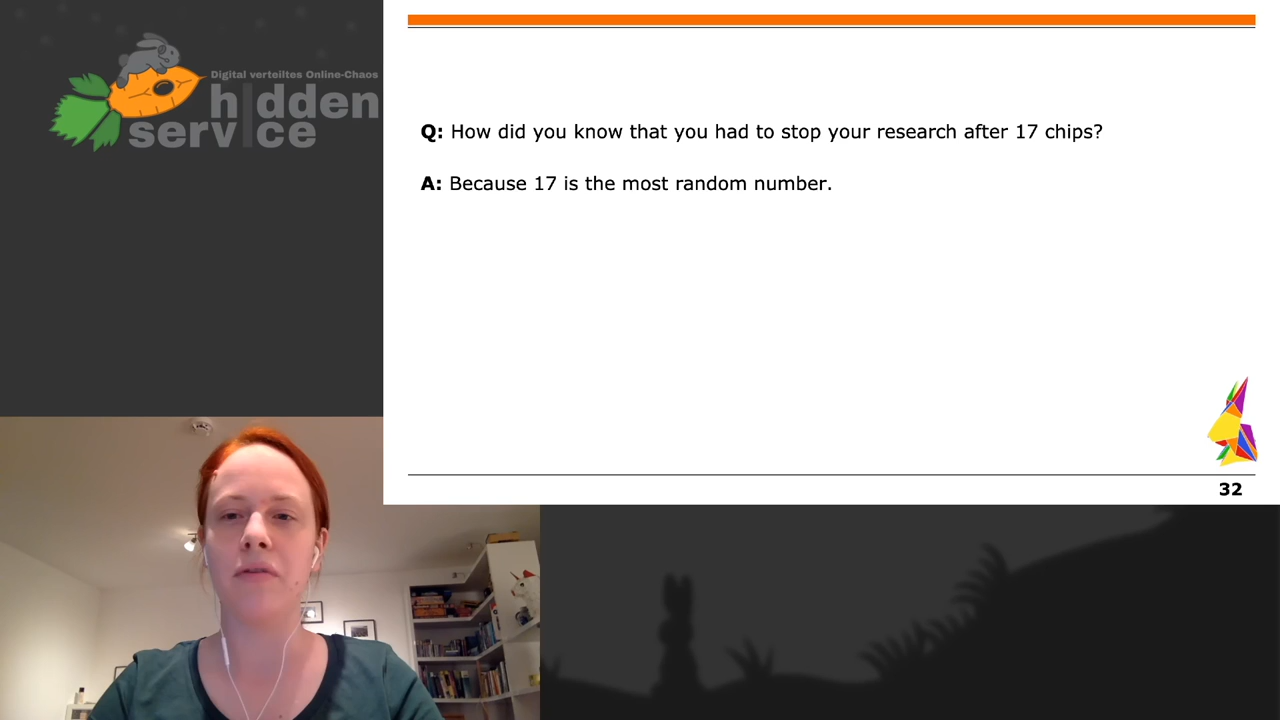 Digital verteiltes Online-Chaos
hidden
service
Q: How did you know that you had to stop your research after 17 chips?
A: Because 17 is the most random number.
32